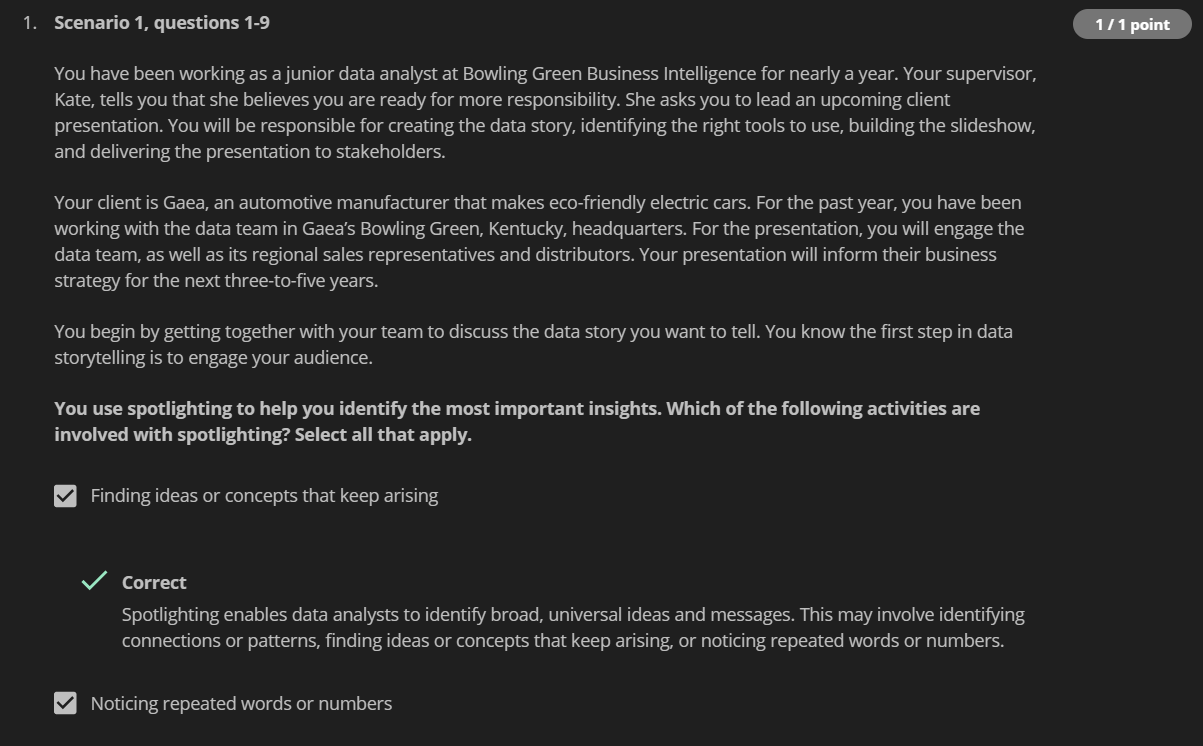 1. Scenario 1, questions 1-9
1 / 1 point
You have been working as a junior data analyst at Bowling Green Business Intelligence for nearly a year. Your supervisor,
Kate, tells you that she believes you are ready for more responsibility. She asks you to lead an upcoming client
presentation. You will be responsible for creating the data story, identifying the right tools to use, building the slideshow,
and delivering the presentation to stakeholders.
Your client is Gaea, an automotive manufacturer that makes eco-friendly electric cars. For the past year, you have been
working with the data team in Gaea’s Bowling Green, Kentucky, headquarters. For the presentation, you will engage the
data team, as well as its regional sales representatives and distributors. Your presentation will inform their business
strategy for the next three-to-five years.
You begin by getting together with your team to discuss the data story you want to tell. You know the first step in data
storytelling is to engage your audience.
You use spotlighting to help you identify the most important insights. Which of the following activities are
involved with spotlighting? Select all that apply.
Finding ideas or concepts that keep arising
Correct
Spotlighting enables data analysts to identify broad, universal ideas and messages. This may involve identifying
connections or patterns, finding ideas or concepts that keep arising, or noticing repeated words or numbers.
Noticing repeated words or numbers